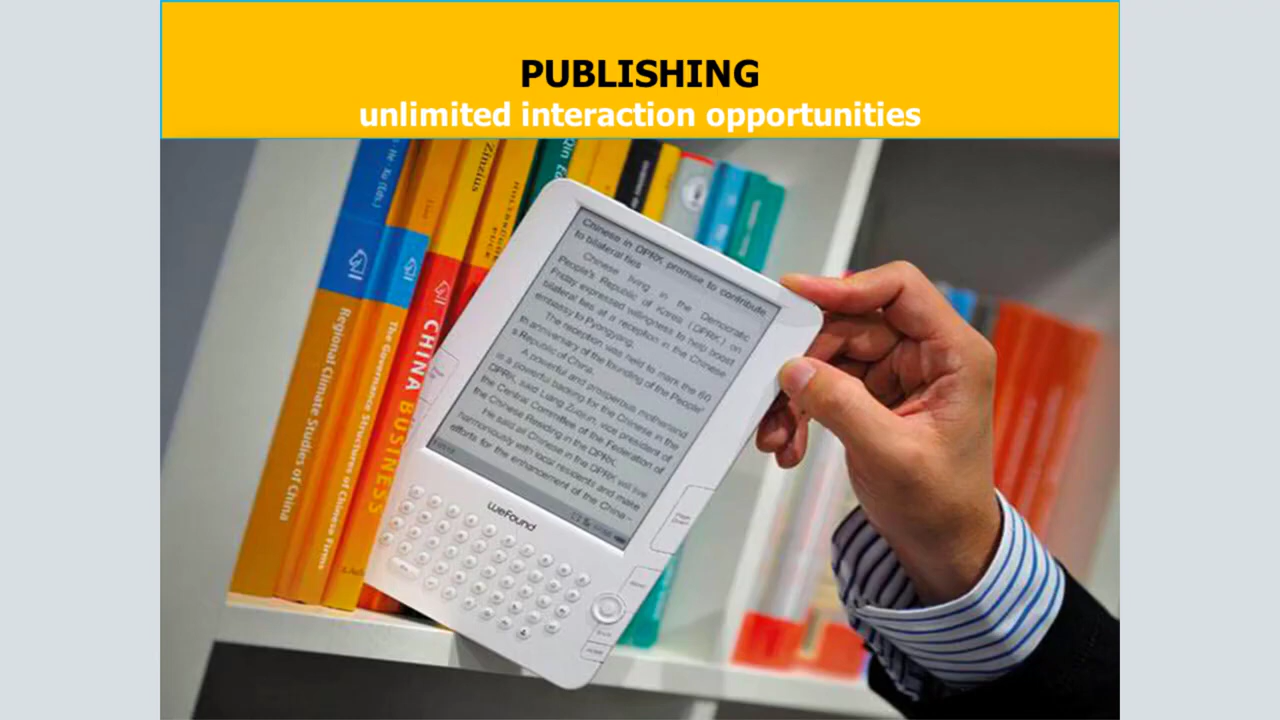 PUBLISHING
unlimited interaction opportunities
Zinzius
Regional Climate Studies of China
The Governance Structures of Chinese Firms
CHINA BUSINESS
Chinese in DPRK promise to contribute
to bilateral ties
Chinese living in the Democratic
People's Republic of Korea (DPRK) on
Friday expressed willingness to help boost
bilateral ties at a reception in the Chinese
embassy to Pyongyang.
The reception was held to mark the 60
th anniversary of the founding of the People'
s Republic of China.
A powerful and prosperous motherland
is a powerful backing for the Chinese in the
DPRK, said Liang Zuqun, vice president of
the Central Committee of the Federation of
the Chinese Residing in the DPRK.
He said all Chinese in the DPRK will live
harmoniously with local residents and make
efforts for the enhancement of the China-
wefound